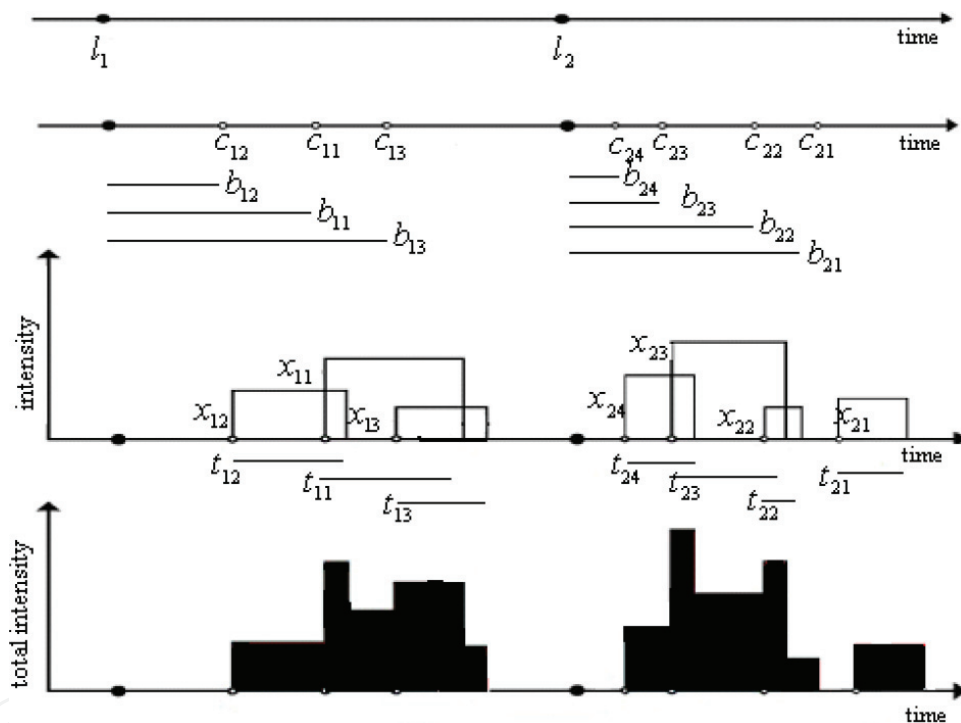 time
l₁ l₂
c₁₂ c₁₁ c₁₃ c₂₄ c₂₃ c₂₂ c₂₁ time
b₁₂ b₂₄
b₁₁ b₂₃
b₁₃ b₂₂
b₂₁
intensity
x₁₂ x₁₁ x₁₃ x₂₄ x₂₃ x₂₂ x₂₁
time
t₁₂ t₁₁ t₁₃ t₂₄ t₂₃ t₂₂ t₂₁
total intensity
time